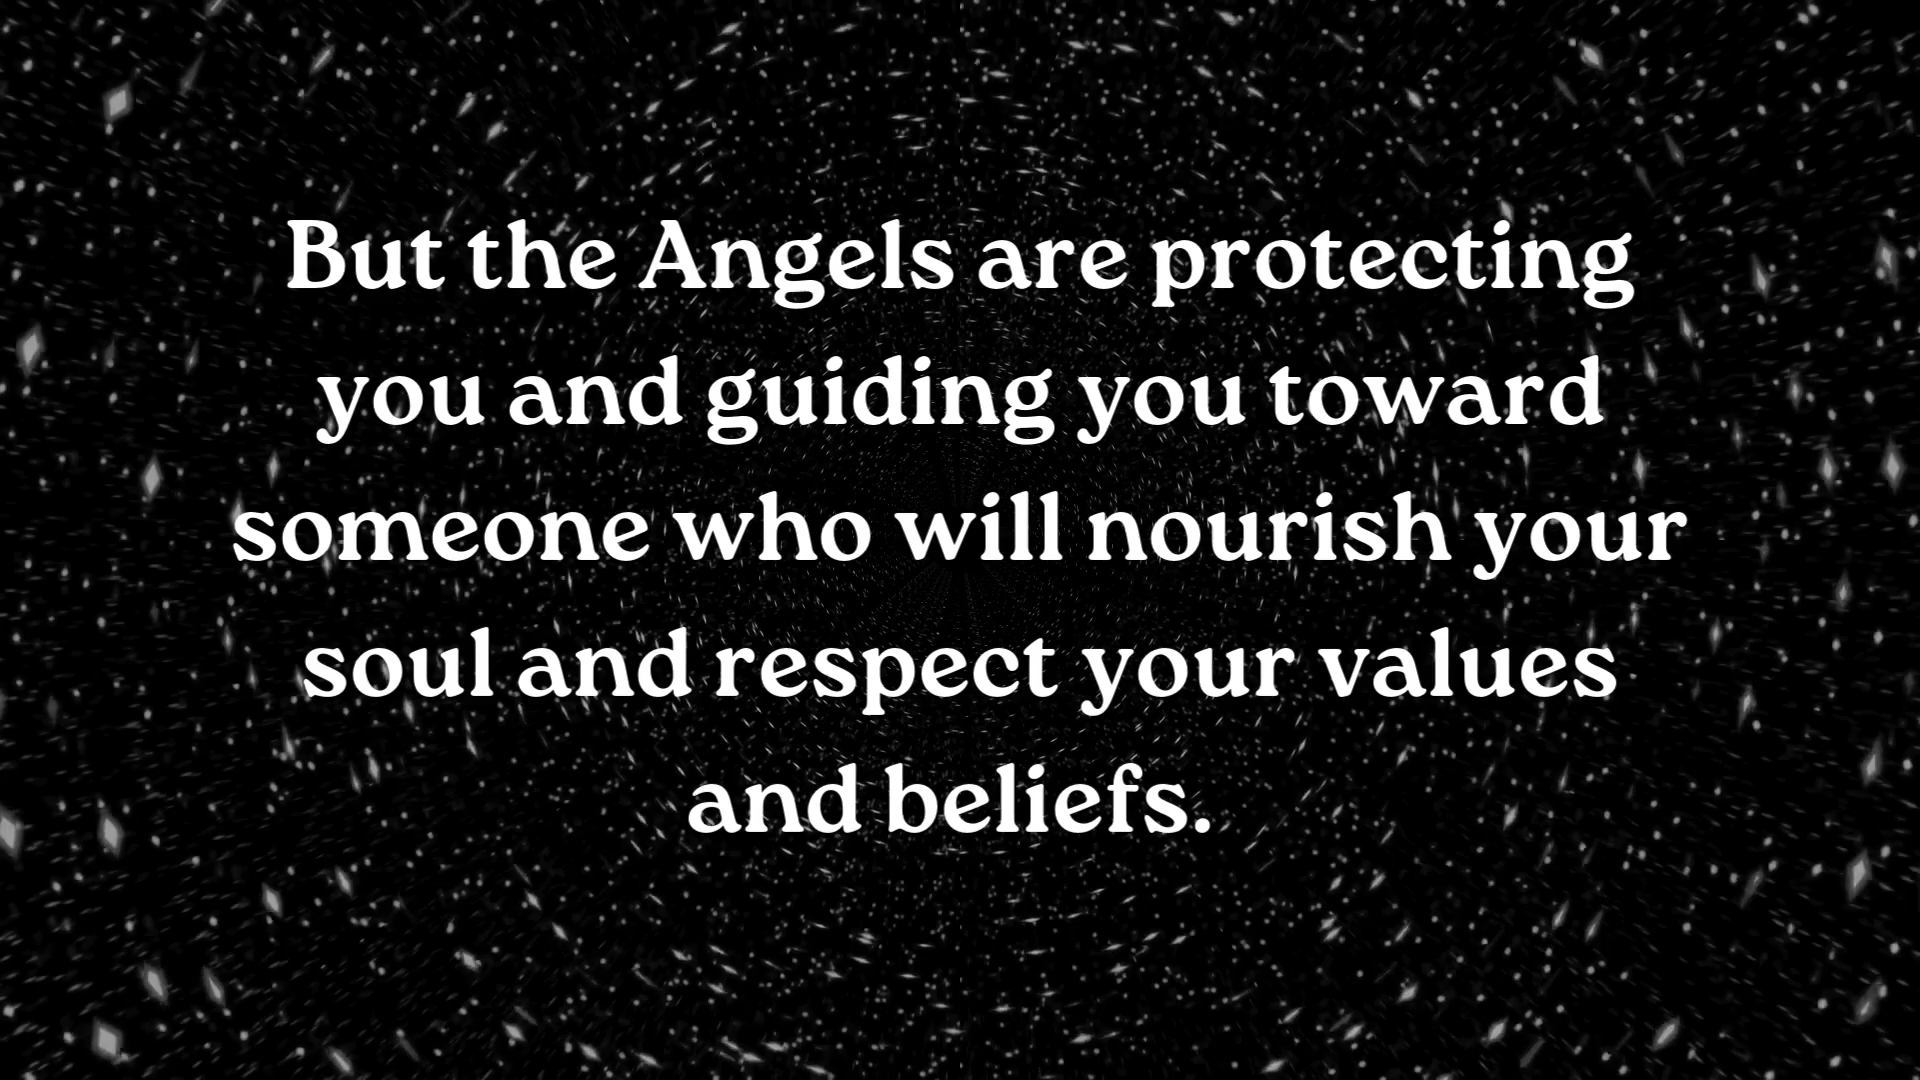 But the Angels are protecting
you and guiding you toward
someone who will nourish your
soul and respect your values
and beliefs.